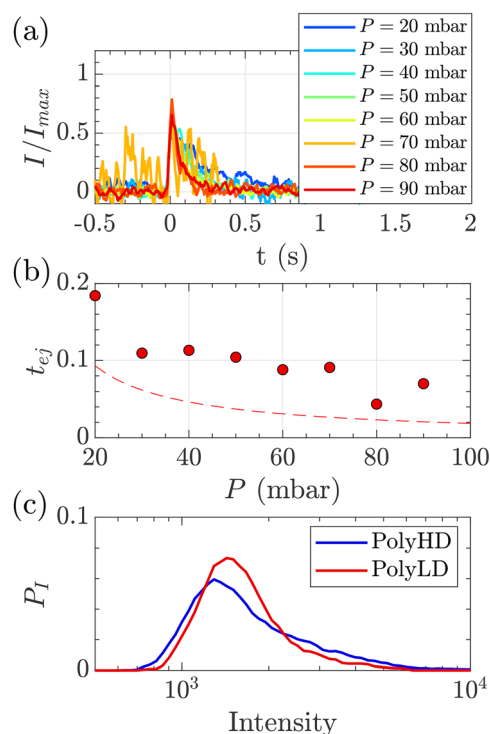 (a)
P = 20 mbar
P = 30 mbar
P = 40 mbar
P = 50 mbar
P = 60 mbar
P = 70 mbar
P = 80 mbar
P = 90 mbar
I/I_max
1
0.5
0
-0.5 0 0.5 1 1.5 2
t (s)
(b)
t_ej
0.2
0.1
0
20 40 60 80 100
P (mbar)
(c)
P_I
0.1
0
PolyHD
PolyLD
10^3 10^4
Intensity